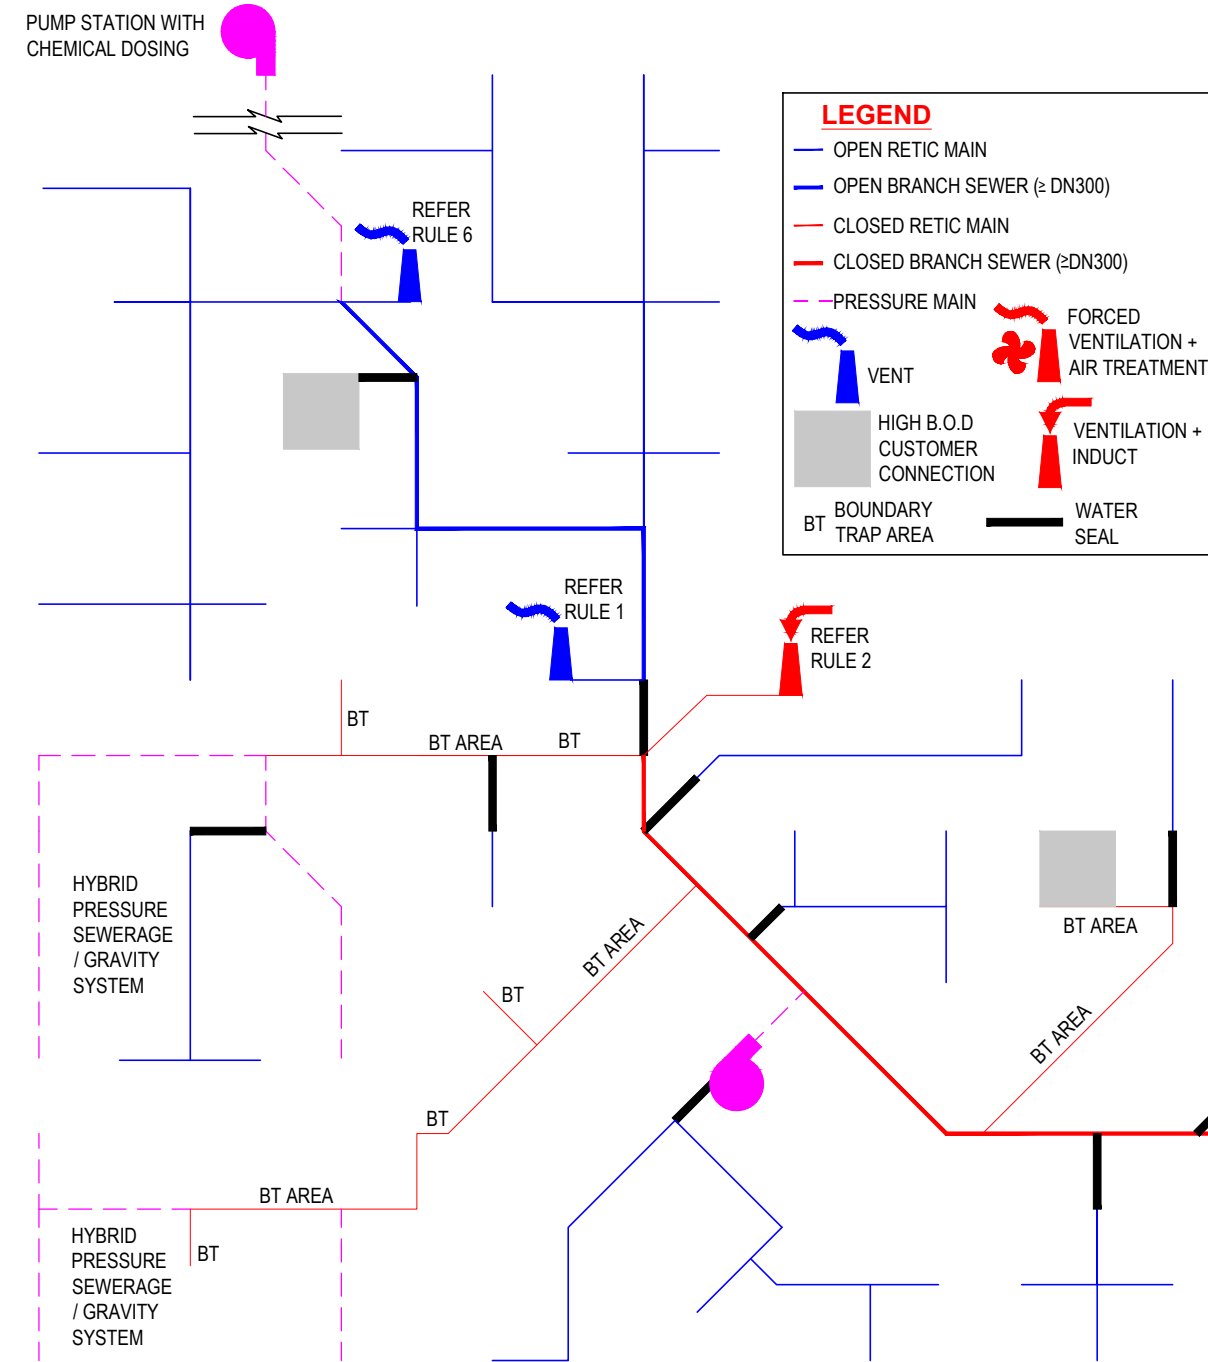 PUMP STATION WITH
CHEMICAL DOSING
LEGEND
OPEN RETIC MAIN
OPEN BRANCH SEWER (≥ DN300)
CLOSED RETIC MAIN
CLOSED BRANCH SEWER (≥DN300)
PRESSURE MAIN
FORCED
VENTILATION +
AIR TREATMENT
VENT
HIGH B.O.D
CUSTOMER
CONNECTION
VENTILATION +
INDUCT
BT
BOUNDARY
TRAP AREA
WATER
SEAL
REFER
RULE 6
REFER
RULE 1
REFER
RULE 2
BT
BT AREA
BT
HYBRID
PRESSURE
SEWERAGE
/ GRAVITY
SYSTEM
BT AREA
BT AREA
BT
BT AREA
BT
BT AREA
BT
HYBRID
PRESSURE
SEWERAGE
/ GRAVITY
SYSTEM